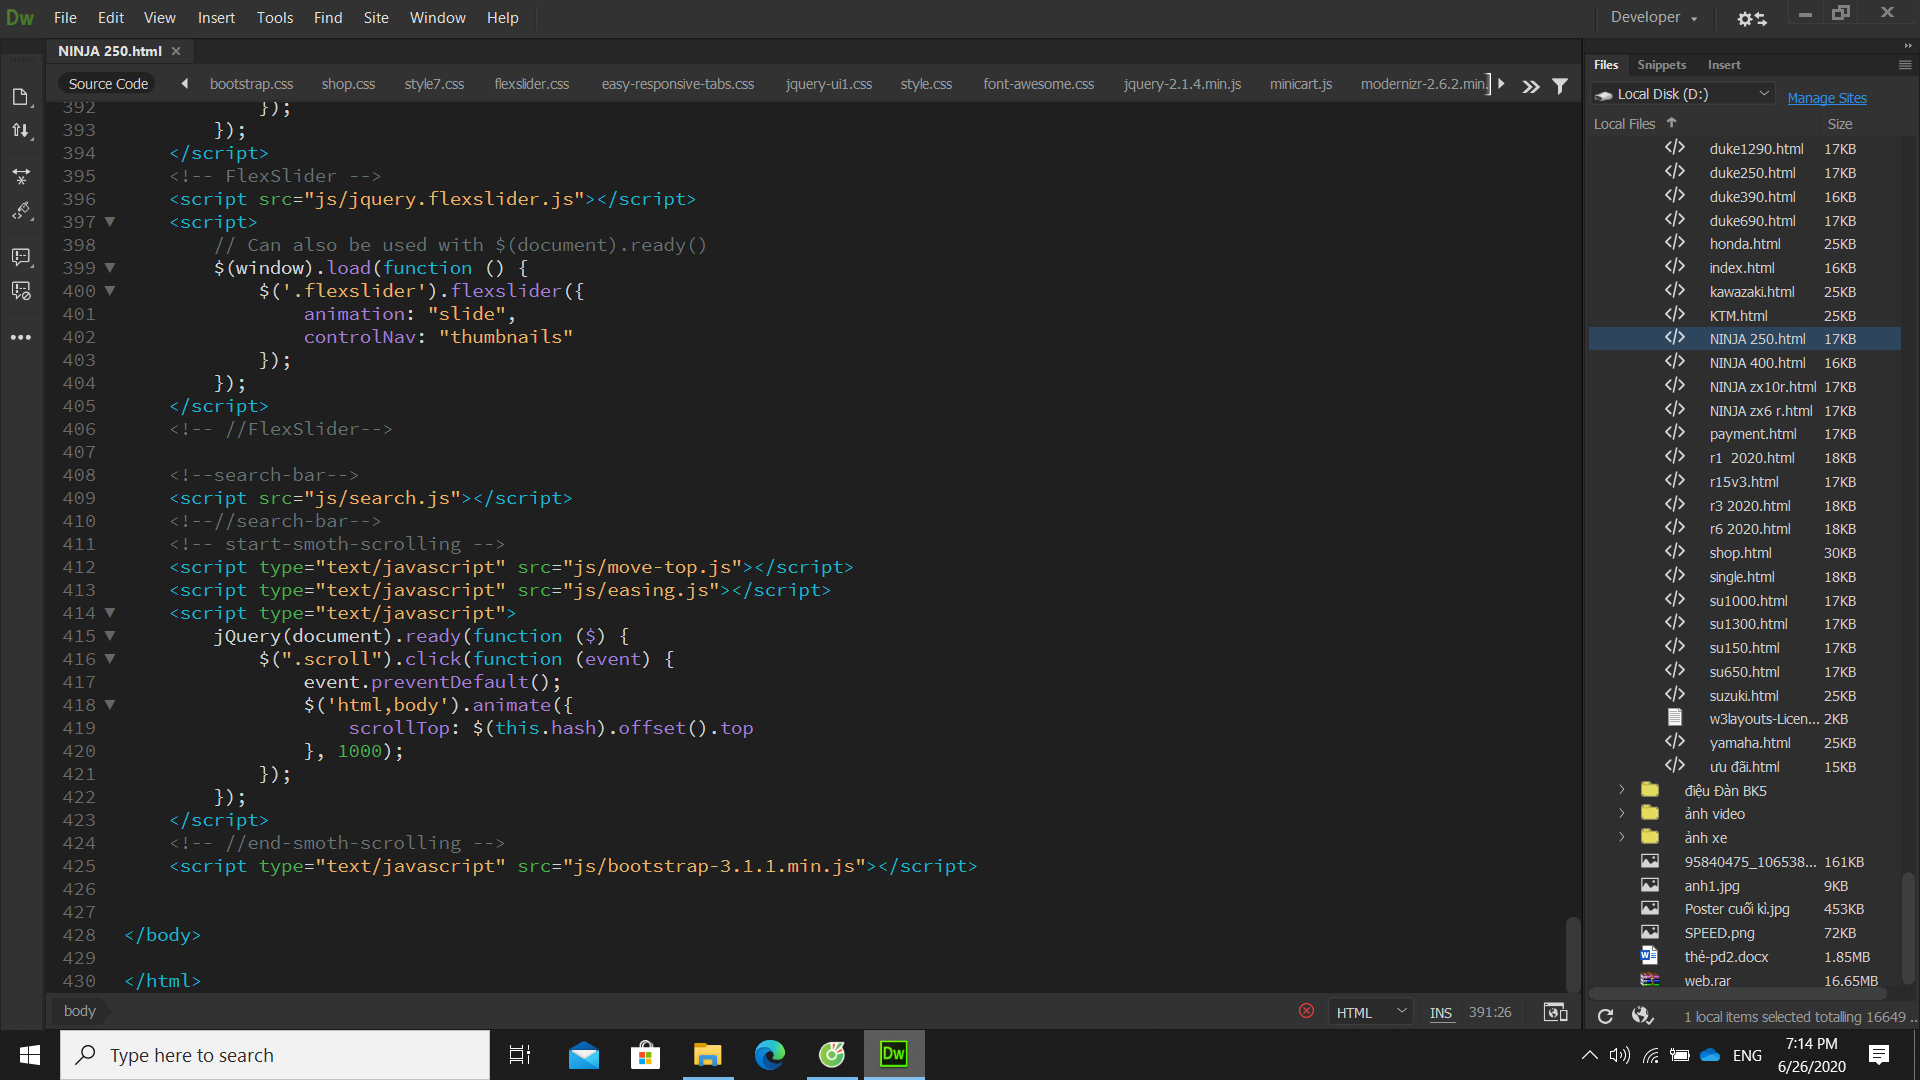 Dw File Edit View Insert Tools Find Site Window Help Developer
NINJA 250.html
Source Code bootstrap.css shop.css style7.css flexslider.css easy-responsive-tabs.css jquery-ui1.css style.css font-awesome.css jquery-2.1.4.min.js minicart.js modernizr-2.6.2.min.
392 });
393 });
394 </script>
395 <!-- FlexSlider -->
396 <script src="js/jquery.flexslider.js"></script>
397 <script>
398 // Can also be used with $(document).ready()
399 $(window).load(function () {
400 $('.flexslider').flexslider({
401 animation: "slide",
402 controlNav: "thumbnails"
403 });
404 });
405 </script>
406 <!-- //FlexSlider-->
407
408 <!--search-bar-->
409 <script src="js/search.js"></script>
410 <!--//search-bar-->
411 <!-- start-smoth-scrolling -->
412 <script type="text/javascript" src="js/move-top.js"></script>
413 <script type="text/javascript" src="js/easing.js"></script>
414 <script type="text/javascript">
415 jQuery(document).ready(function ($) {
416 $(".scroll").click(function (event) {
417 event.preventDefault();
418 $('html,body').animate({
419 scrollTop: $(this.hash).offset().top
420 }, 1000);
421 });
422 });
423 </script>
424 <!-- //end-smoth-scrolling -->
425 <script type="text/javascript" src="js/bootstrap-3.1.1.min.js"></script>
426
427
428 </body>
429
430 </html>
body HTML INS 391:26
Files Snippets Insert
Local Disk (D:) Manage Sites
Local Files Size
duke1290.html 17KB
duke250.html 17KB
duke390.html 16KB
duke690.html 17KB
honda.html 25KB
index.html 16KB
kawazaki.html 25KB
KTM.html 25KB
NINJA 250.html 17KB
NINJA 400.html 16KB
NINJA zx10r.html 17KB
NINJA zx6 r.html 17KB
payment.html 17KB
r1 2020.html 18KB
r15v3.html 17KB
r3 2020.html 18KB
r6 2020.html 18KB
shop.html 30KB
single.html 18KB
su1000.html 17KB
su1300.html 17KB
su150.html 17KB
su650.html 17KB
suzuki.html 25KB
w3layouts-Licen... 2KB
yamaha.html 25KB
ưu đãi.html 15KB
điệu Đàn BK5
ảnh video
ảnh xe
95840475_106538... 161KB
anh1.jpg 9KB
Poster cuối kì.jpg 453KB
SPEED.png 72KB
thẻ-pd2.docx 1.85MB
web.rar 16.65MB
1 local items selected totalling 16649 ..
Type here to search Dw ENG 7:14 PM
6/26/2020